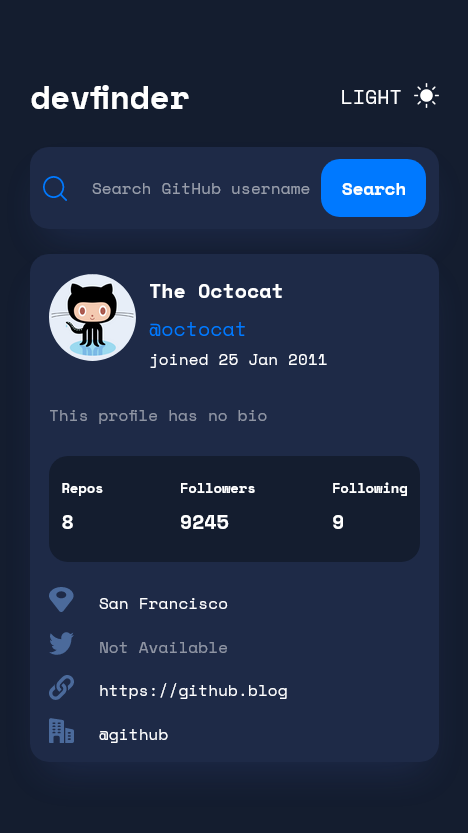 devfinder
LIGHT
Search GitHub username
Search
The Octocat
@octocat
joined 25 Jan 2011
This profile has no bio
Repos Followers Following
8 9245 9
San Francisco
Not Available
https://github.blog
@github